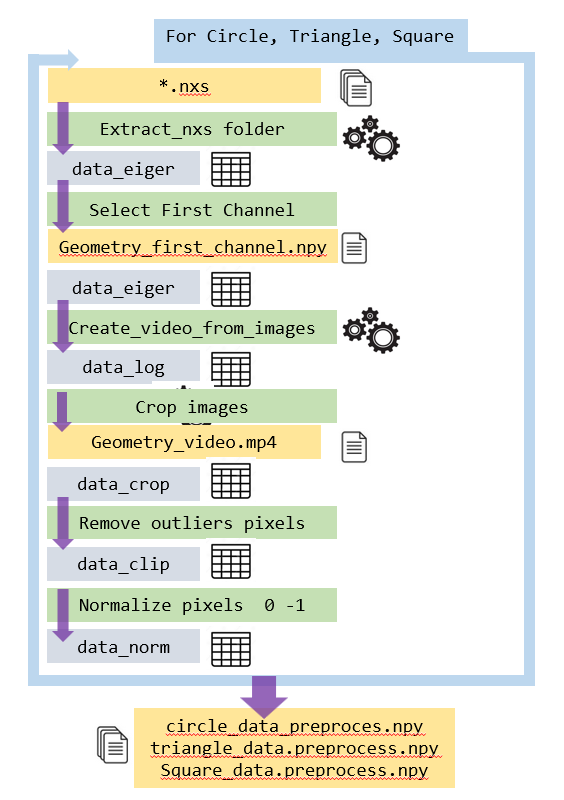 For Circle, Triangle, Square
*.nxs
Extract_nxs folder
data_eiger
Select First Channel
Geometry_first_channel.npy
data_eiger
Create_video_from_images
data_log
Crop images
Geometry_video.mp4
data_crop
Remove outliers pixels
data_clip
Normalize pixels  0 -1
data_norm
circle_data_preproces.npy
triangle_data.preprocess.npy
Square_data.preprocess.npy